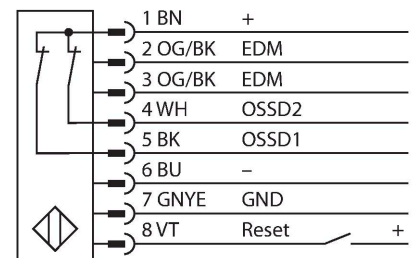 1 BN +
2 OG/BK EDM
3 OG/BK EDM
4 WH OSSD2
5 BK OSSD1
6 BU –
7 GNYE GND
8 VT Reset +